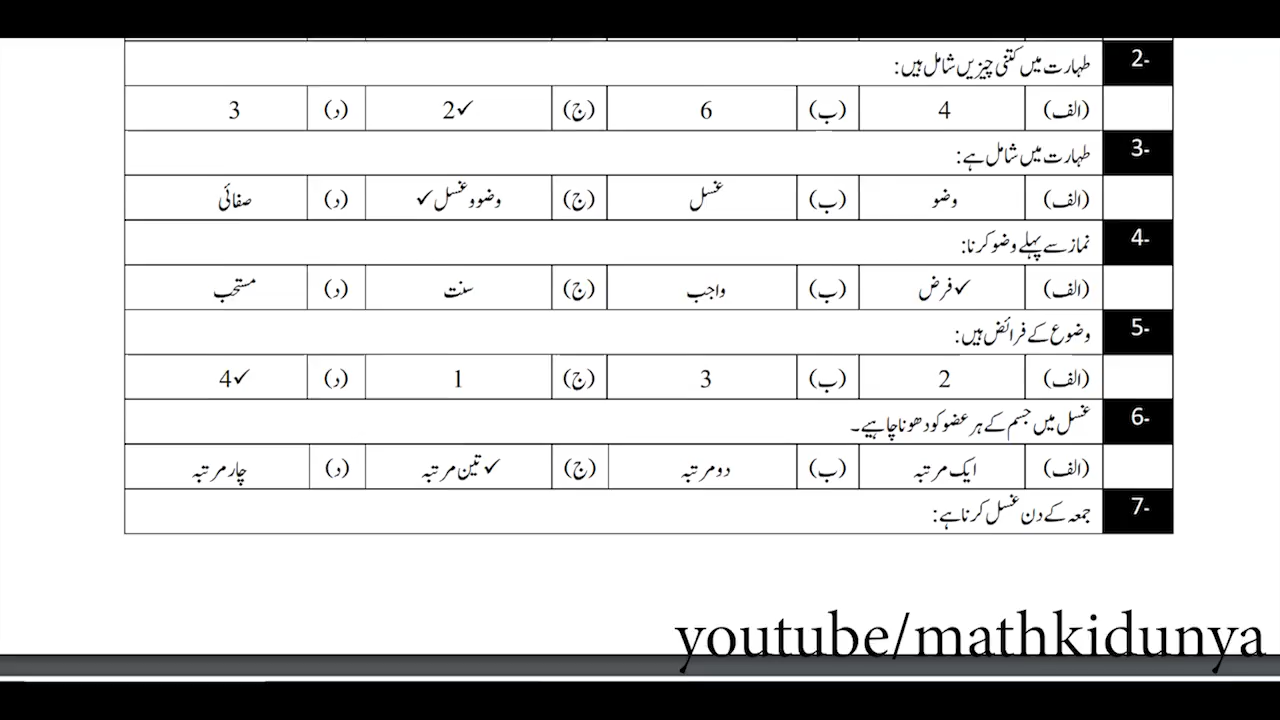 2- طہارت میں کتنی چیزیں شامل ہیں:
(الف) 4 (ب) 6 (ج) 2✓ (د) 3
3- طہارت میں شامل ہے:
(الف) وضو (ب) غسل (ج) وضو و غسل ✓ (د) صفائی
4- نماز سے پہلے وضو کرنا:
(الف) ✓فرض (ب) واجب (ج) سنت (د) مستحب
5- وضوع کے فرائض ہیں:
(الف) 2 (ب) 3 (ج) 1 (د) 4✓
6- غسل میں جسم کے ہر عضو کو دھونا چاہیے۔
(الف) ایک مرتبہ (ب) دو مرتبہ (ج) ✓ تین مرتبہ (د) چار مرتبہ
7- جمعہ کے دن غسل کرنا ہے:
youtube/mathkidunya